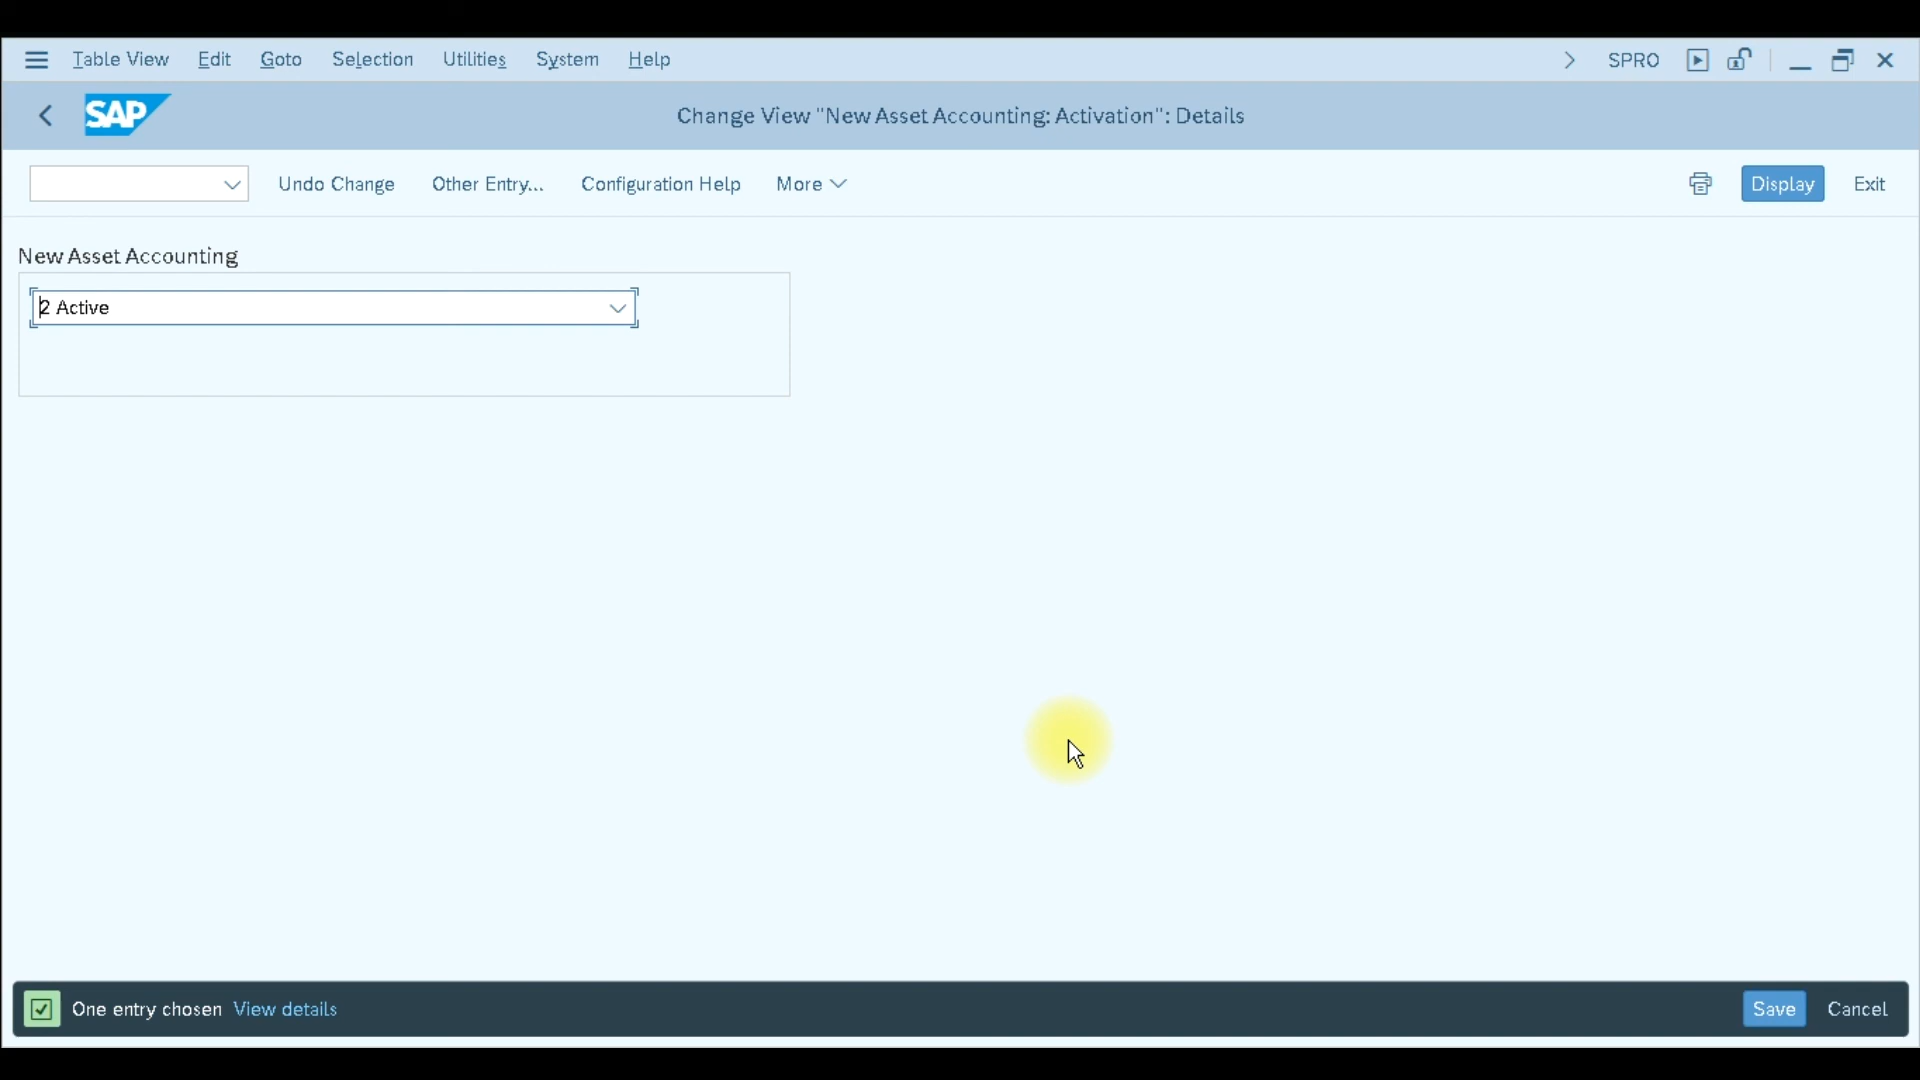 Table View Edit Goto Selection Utilities System Help SPRO
SAP Change View "New Asset Accounting: Activation": Details
Undo Change Other Entry... Configuration Help More Display Exit
New Asset Accounting
2 Active
One entry chosen View details Save Cancel